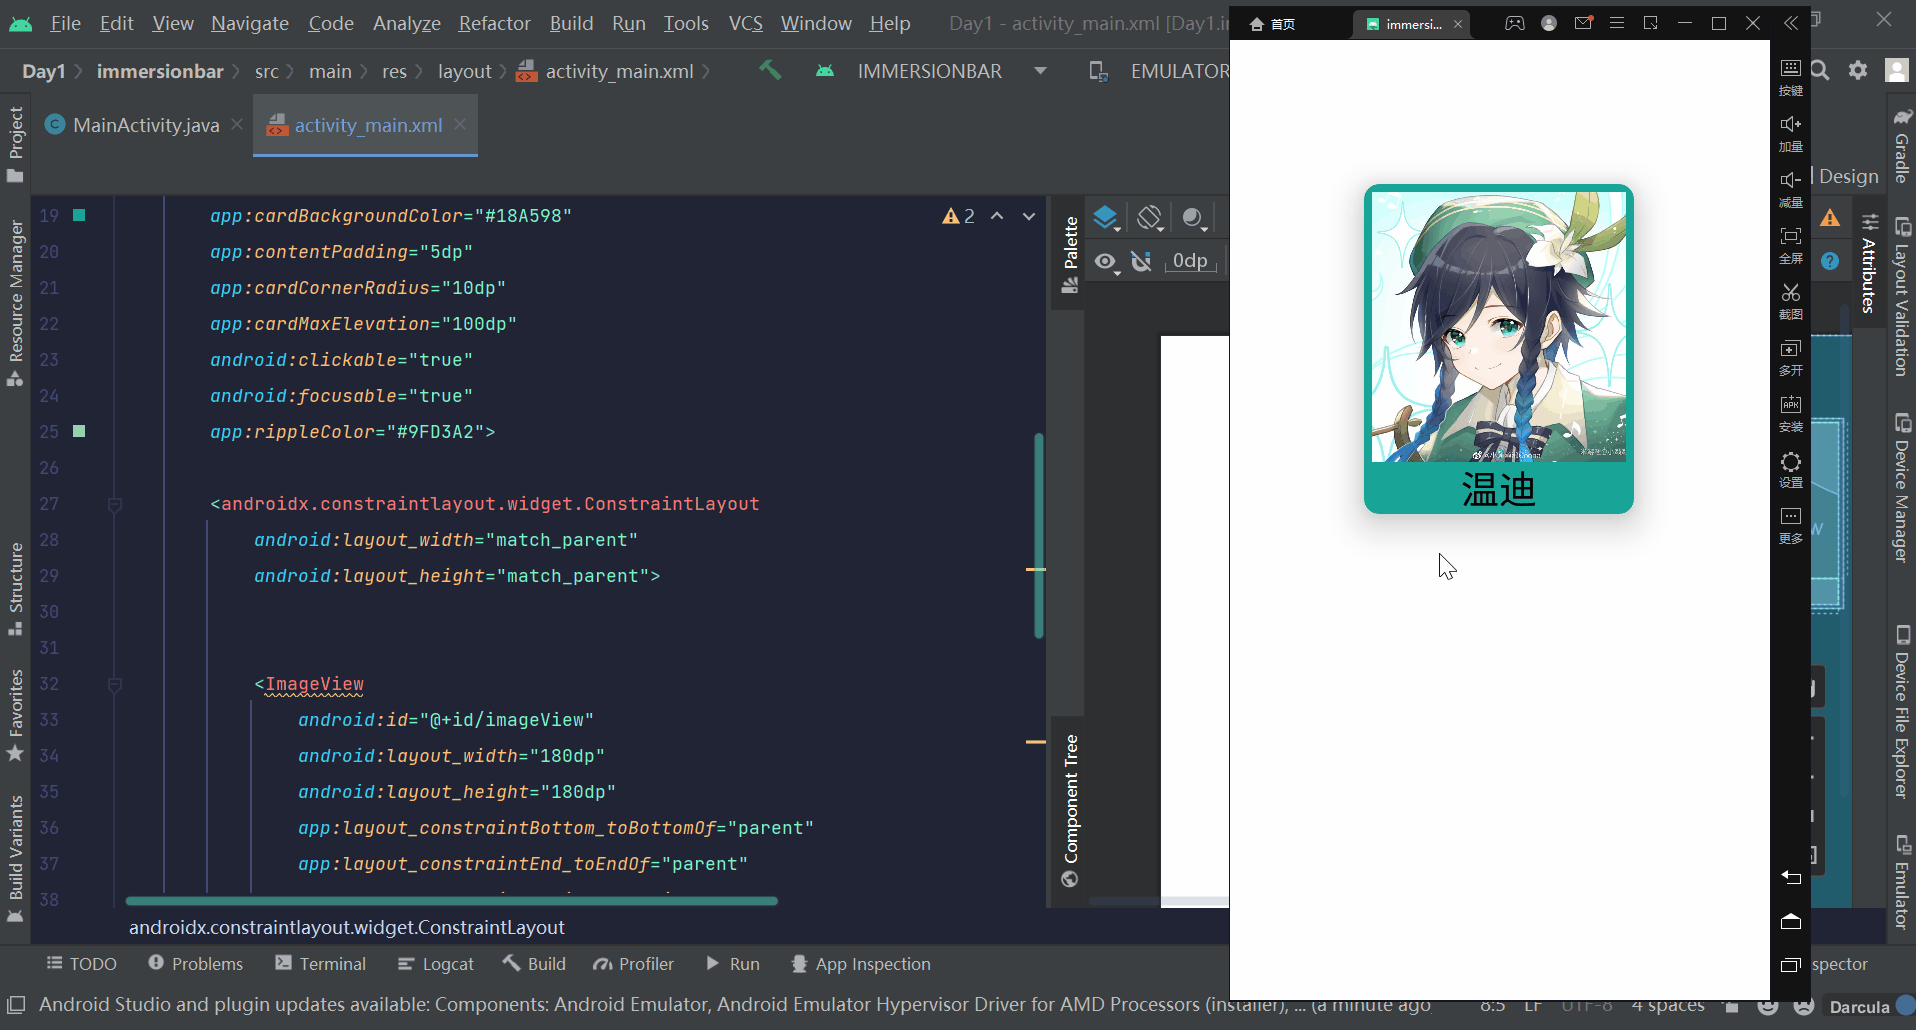 File Edit View Navigate Code Analyze Refactor Build Run Tools VCS Window Help Day1 - activity_main.xml [Day1.i
首页 immersi...
Day1 immersionbar src main res layout activity_main.xml IMMERSIONBAR EMULATOR
MainActivity.java activity_main.xml
Design
19 app:cardBackgroundColor="#18A598"
2
20 app:contentPadding="5dp"
0dp
21 app:cardCornerRadius="10dp"
22 app:cardMaxElevation="100dp"
23 android:clickable="true"
24 android:focusable="true"
25 app:rippleColor="#9FD3A2">
26
27 <androidx.constraintlayout.widget.ConstraintLayout
28 android:layout_width="match_parent"
29 android:layout_height="match_parent">
30
31
32 <ImageView
33 android:id="@+id/imageView"
34 android:layout_width="180dp"
35 android:layout_height="180dp"
36 app:layout_constraintBottom_toBottomOf="parent"
37 app:layout_constraintEnd_toEndOf="parent"
38
androidx.constraintlayout.widget.ConstraintLayout
Project
Resource Manager
Structure
Favorites
Build Variants
Palette
Component Tree
温迪
按键
加量
减量
全屏
截图
多开
APK
安装
设置
更多
Attributes
Gradle
Layout Validation
Device Manager
Device File Explorer
Emulator
TODO Problems Terminal Logcat Build Profiler Run App Inspection
spector
Android Studio and plugin updates available: Components: Android Emulator, Android Emulator Hypervisor Driver for AMD Processors (installer), ... (a minute ago
8:5 LF UTF-8 4 spaces Darcula